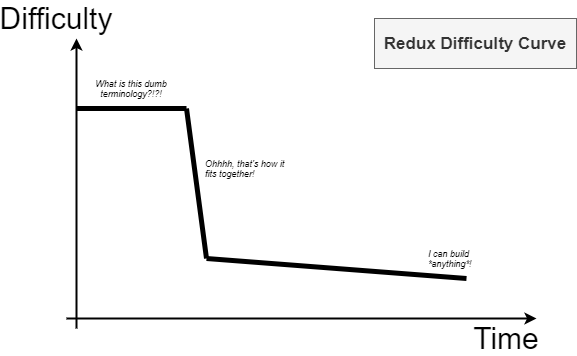 Difficulty
Redux Difficulty Curve
What is this dumb
terminology?!?!
Ohhhh, that's how it
fits together!
I can build
*anything*!
Time